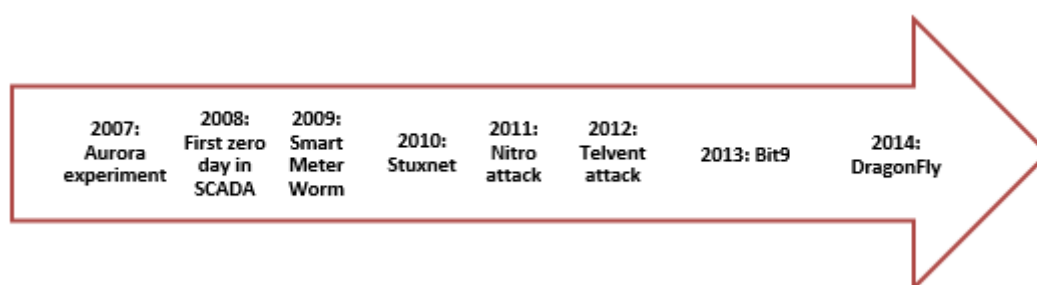 2007:
Aurora
experiment
2008:
First zero
day in
SCADA
2009:
Smart
Meter
Worm
2010:
Stuxnet
2011:
Nitro
attack
2012:
Telvent
attack
2013: Bit9
2014:
DragonFly